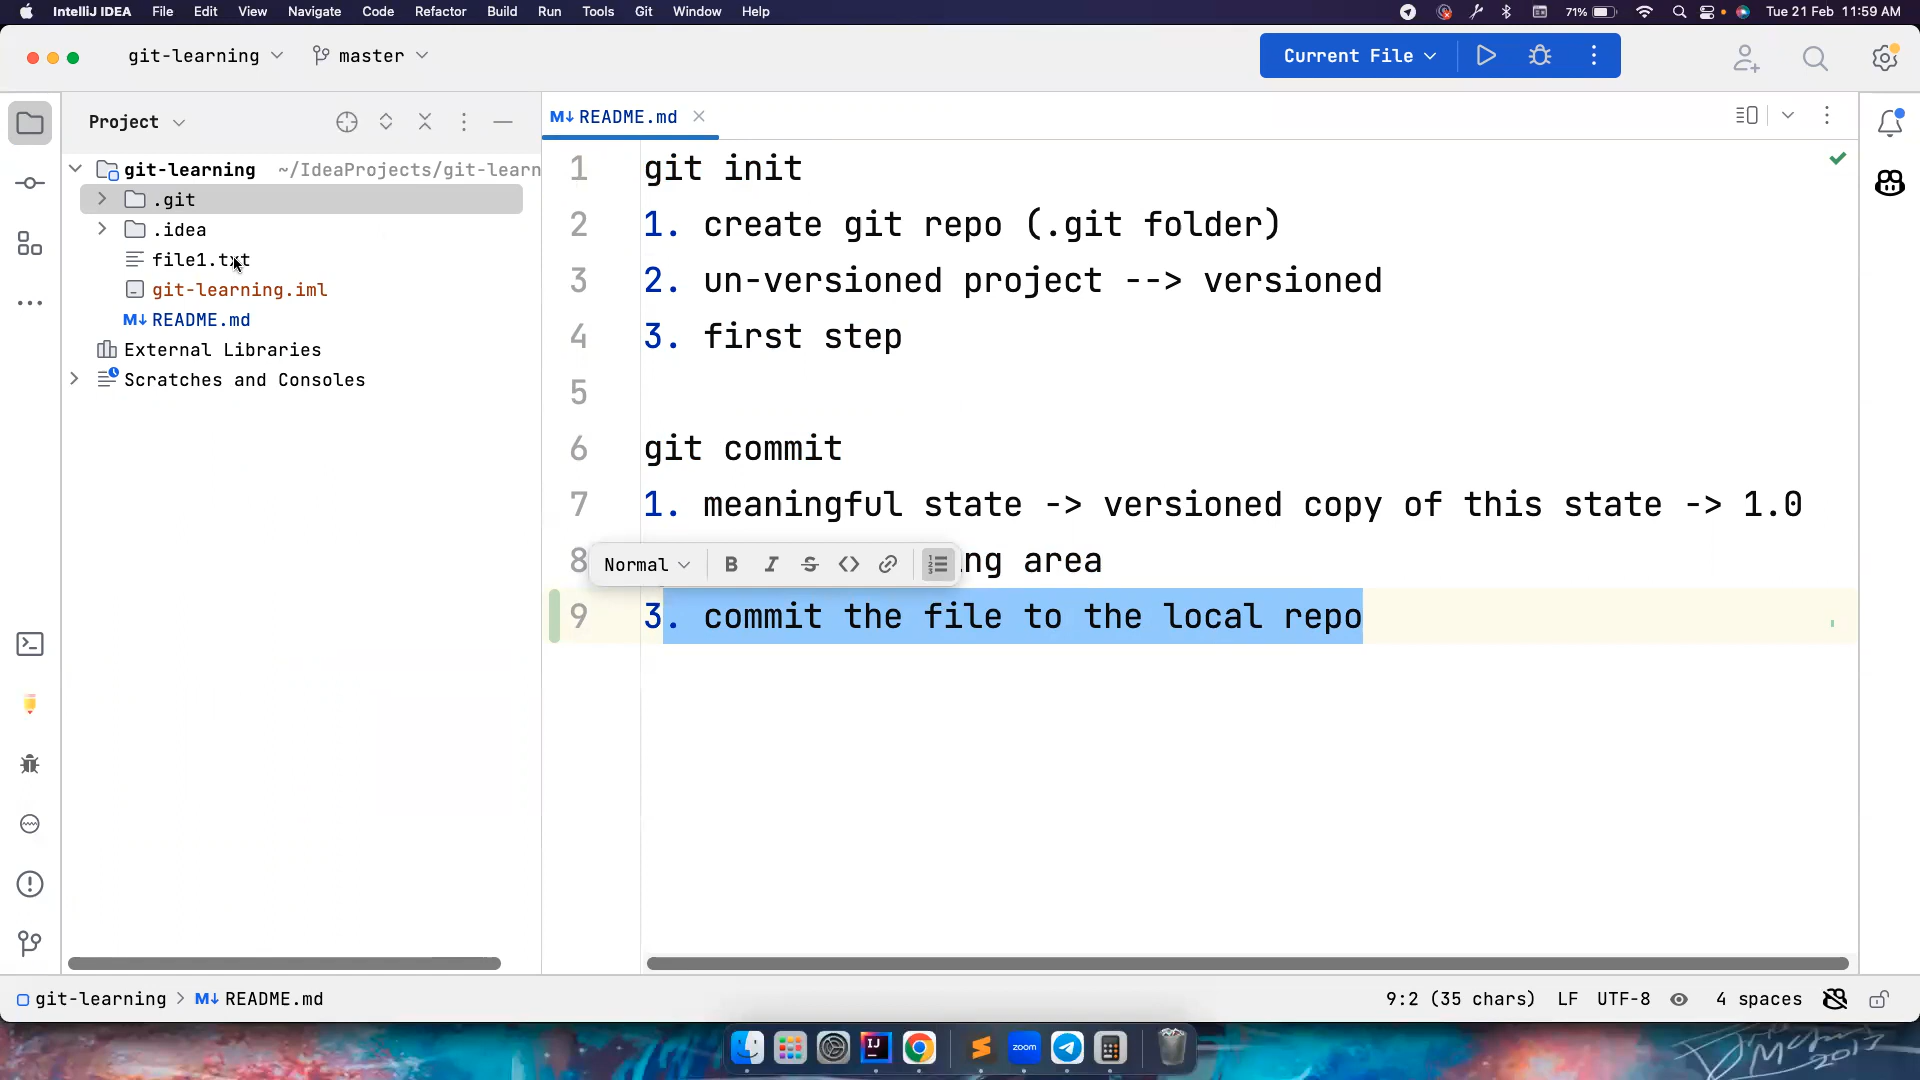 IntelliJ IDEA File Edit View Navigate Code Refactor Build Run Tools Git Window Help 71% Tue 21 Feb 11:59 AM
git-learning master Current File
Project
README.md
git-learning ~/IdeaProjects/git-learn
.git
.idea
file1.txt
git-learning.iml
M↓ README.md
External Libraries
Scratches and Consoles
1 git init
2 1. create git repo (.git folder)
3 2. un-versioned project --> versioned
4 3. first step
5
6 git commit
7 1. meaningful state -> versioned copy of this state -> 1.0
8 area
Normal B I S <>
9 3. commit the file to the local repo
git-learning > M↓ README.md 9:2 (35 chars) LF UTF-8 4 spaces
IJ
zoom
2017